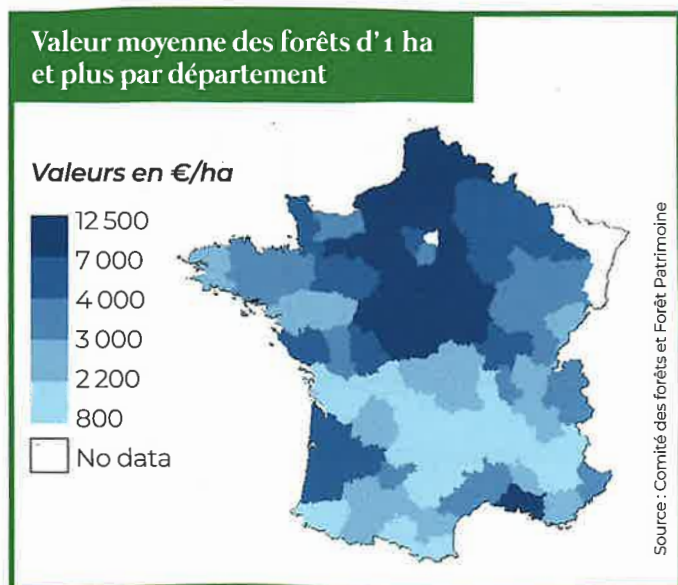 Valeur moyenne des forêts d'1 ha
et plus par département
Valeurs en €/ha
12 500
7 000
4 000
3 000
2 200
800
No data
Source : Comité des forêts et Forêt Patrimoine